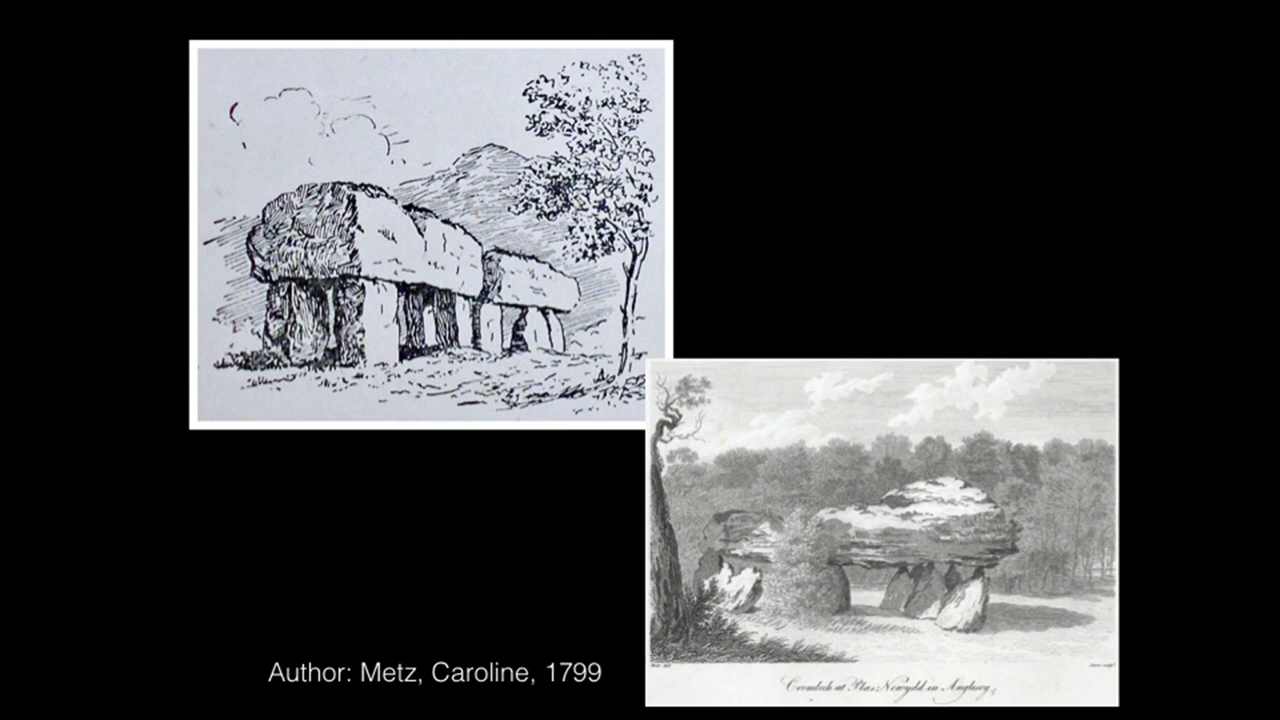 Author: Metz, Caroline, 1799
Cromlech at Plas Newydd in Anglesey.